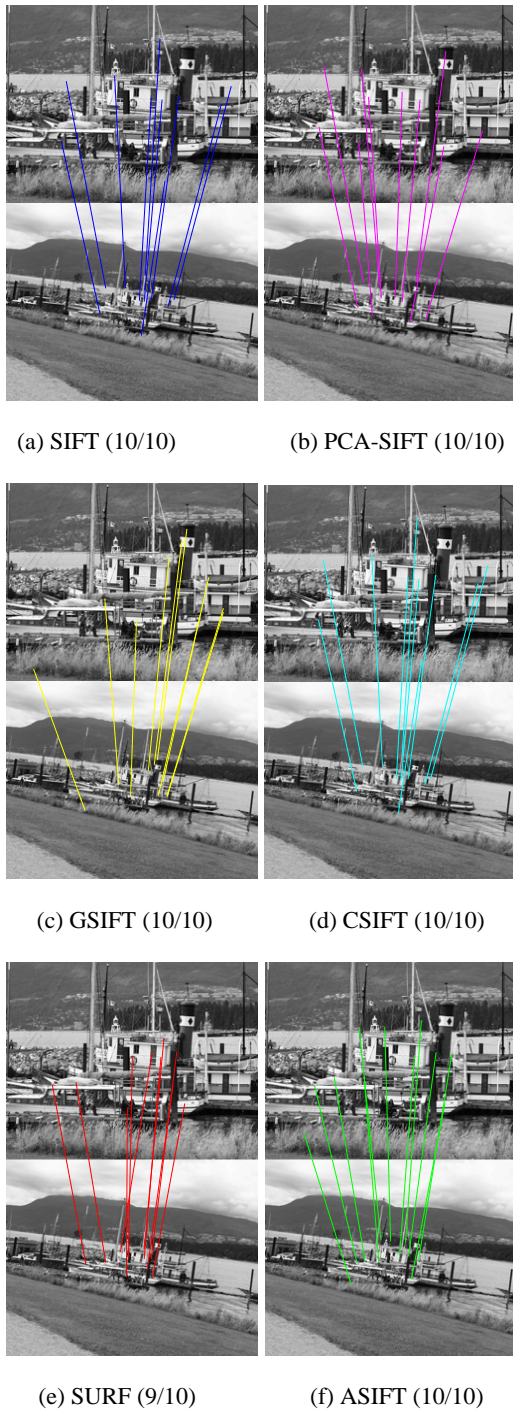 (a) SIFT (10/10)
(b) PCA-SIFT (10/10)
(c) GSIFT (10/10)
(d) CSIFT (10/10)
(e) SURF (9/10)
(f) ASIFT (10/10)